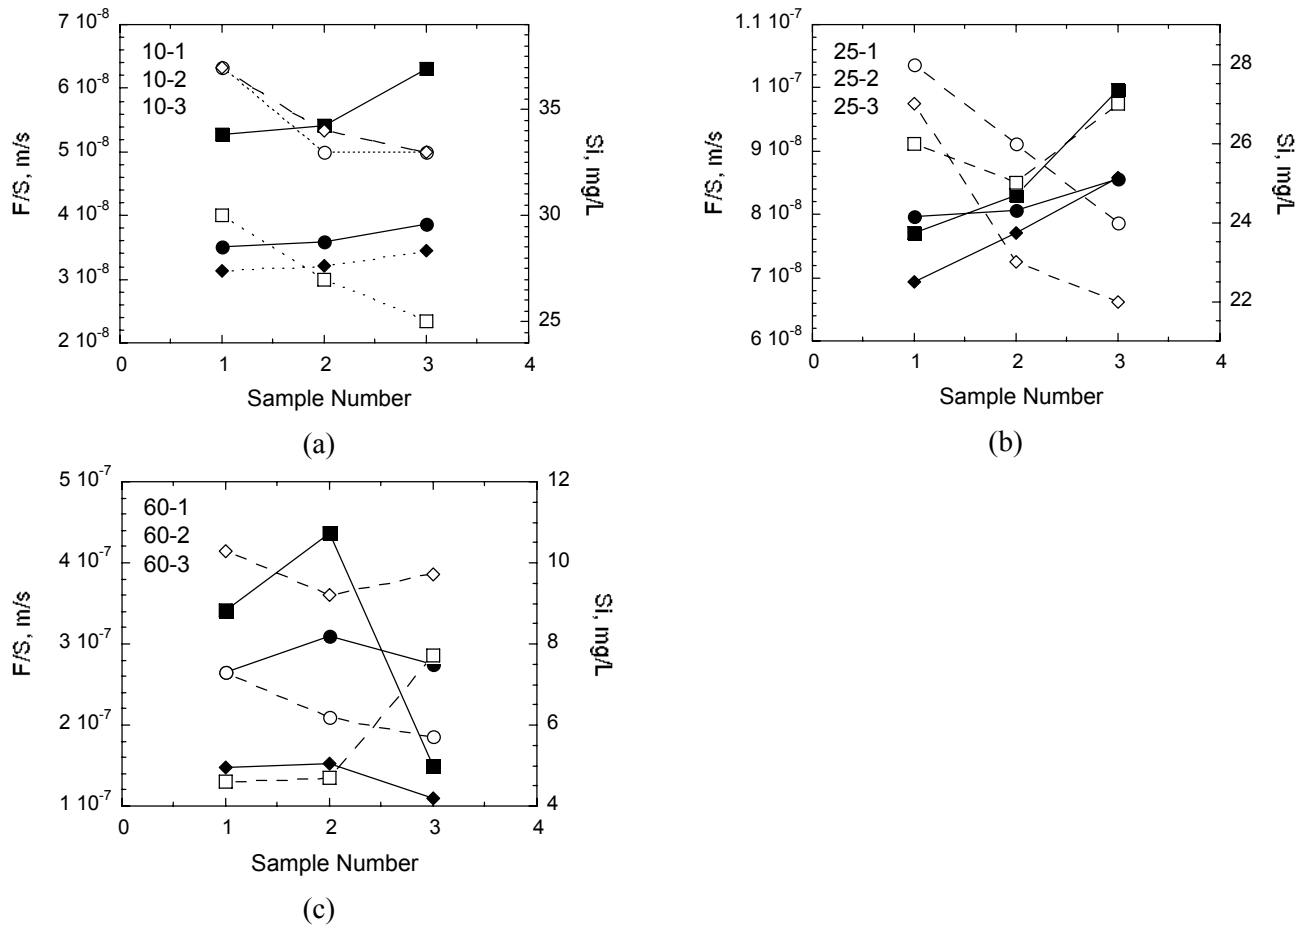 7 10⁻⁸
6 10⁻⁸
5 10⁻⁸
4 10⁻⁸
3 10⁻⁸
2 10⁻⁸
F/S, m/s
10-1
10-2
10-3
35
30
25
Si, mg/L
0 1 2 3 4
Sample Number
(a)
1.1 10⁻⁷
1 10⁻⁷
9 10⁻⁸
8 10⁻⁸
7 10⁻⁸
6 10⁻⁸
F/S, m/s
25-1
25-2
25-3
28
26
24
22
Si, mg/L
0 1 2 3 4
Sample Number
(b)
5 10⁻⁷
4 10⁻⁷
3 10⁻⁷
2 10⁻⁷
1 10⁻⁷
F/S, m/s
60-1
60-2
60-3
12
10
8
6
4
Si, mg/L
0 1 2 3 4
Sample Number
(c)